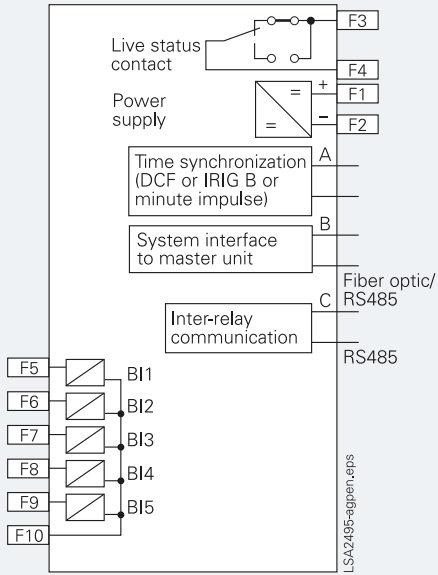 F3
Live status
contact
F4
Power
supply
=
=
+
F1
–
F2
Time synchronization
(DCF or IRIG B or
minute impulse)
A
System interface
to master unit
B
Fiber optic/
RS485
Inter-relay
communication
C
RS485
F5
BI1
F6
BI2
F7
BI3
F8
BI4
F9
BI5
F10
LSA2495-agpen.eps